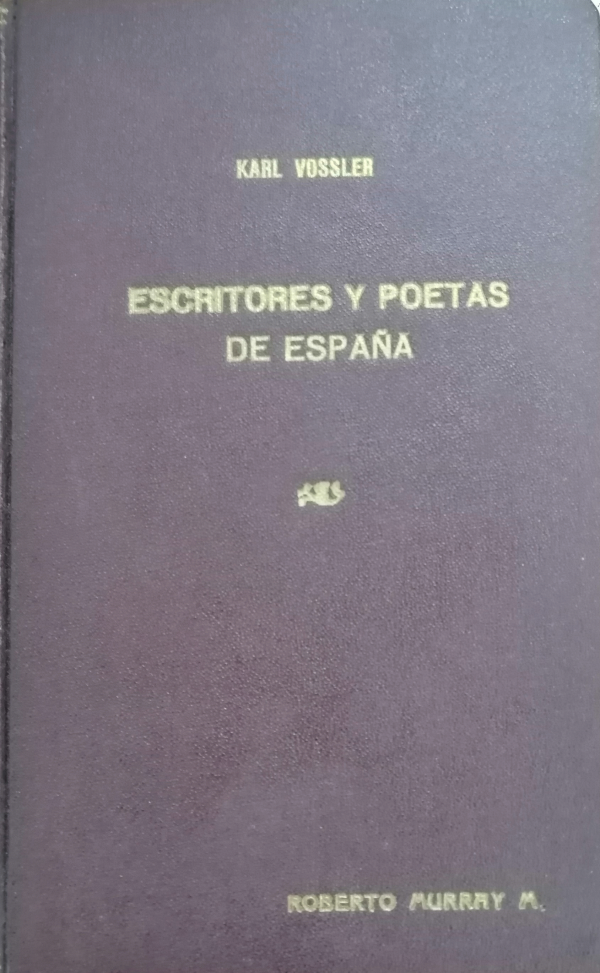 KARL VOSSLER
ESCRITORES Y POETAS
DE ESPAÑA
ROBERTO MURRAY M.